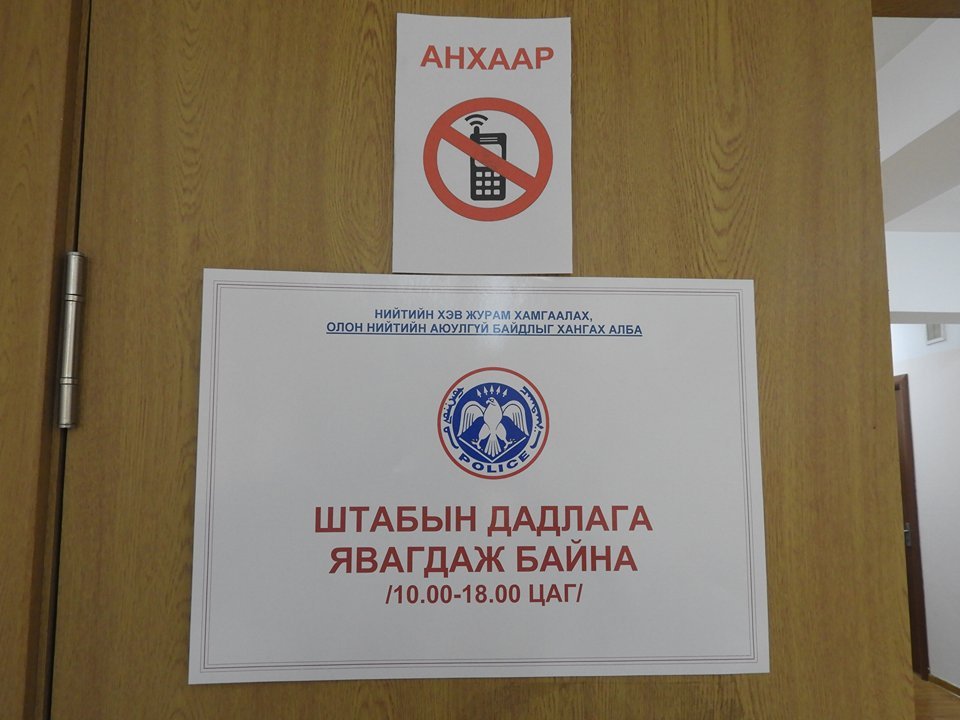 АНХААР
НИЙТИЙН ХЭВ ЖУРАМ ХАМГААЛАХ,
ОЛОН НИЙТИЙН АЮУЛГҮЙ БАЙДЛЫГ ХАНГАХ АЛБА
POLICE
ШТАБЫН ДАДЛАГА
ЯВАГДАЖ БАЙНА
/10.00-18.00 ЦАГ/